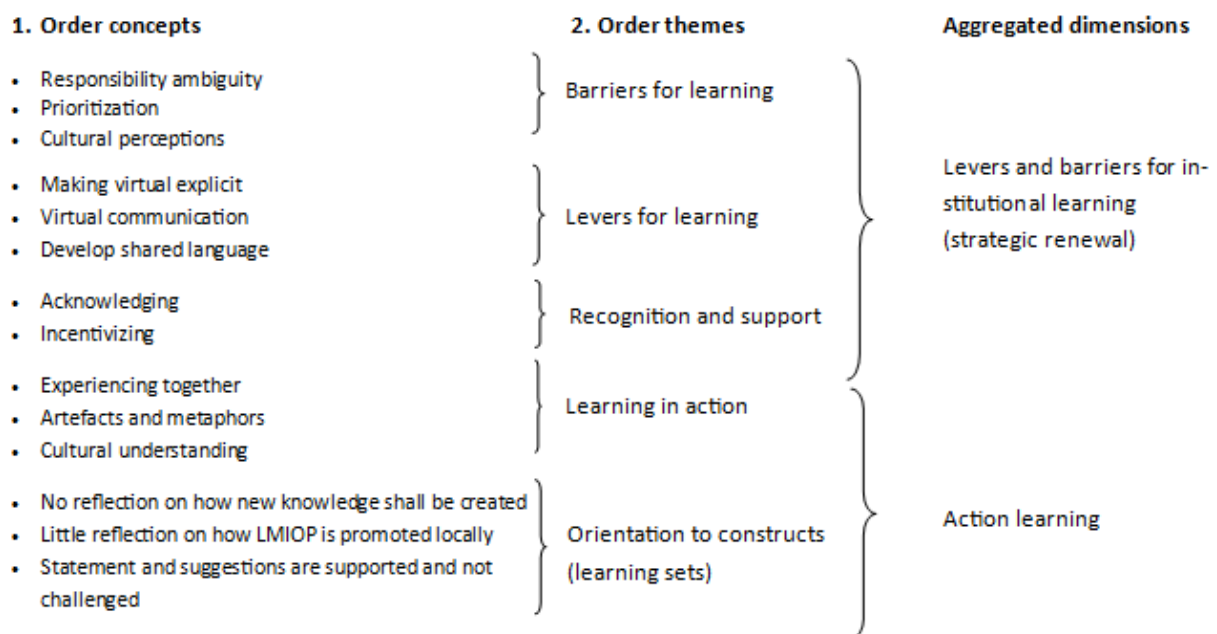 1. Order concepts
2. Order themes
Aggregated dimensions
• Responsibility ambiguity
• Prioritization
• Cultural perceptions
Barriers for learning
• Making virtual explicit
• Virtual communication
• Develop shared language
Levers for learning
• Acknowledging
• Incentivizing
Recognition and support
Levers and barriers for in-
stitutional learning
(strategic renewal)
• Experiencing together
• Artefacts and metaphors
• Cultural understanding
Learning in action
• No reflection on how new knowledge shall be created
• Little reflection on how LMIOP is promoted locally
• Statement and suggestions are supported and not
challenged
Orientation to constructs
(learning sets)
Action learning